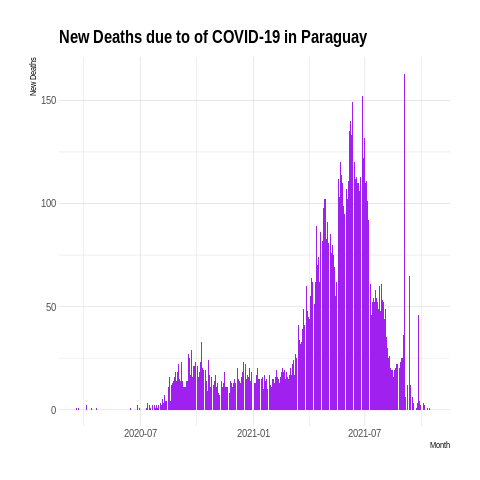 New Deaths due to of COVID-19 in Paraguay
New Deaths
150
100
50
0
2020-07
2021-01
2021-07
Month